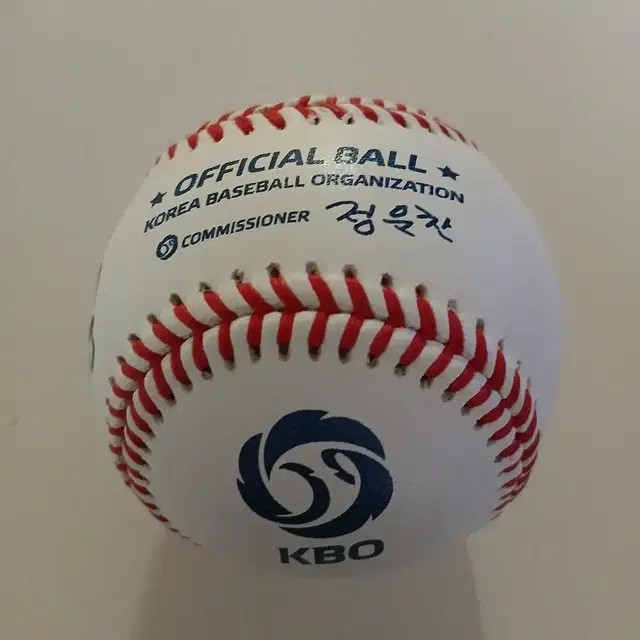 ★ OFFICIAL BALL ★
KOREA BASEBALL ORGANIZATION
COMMISSIONER 정운찬
KBO